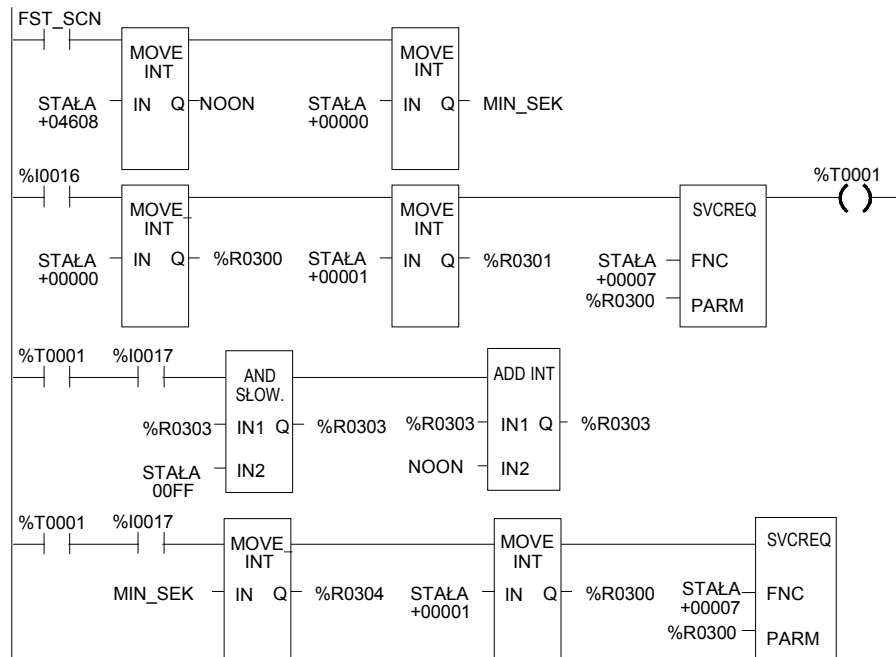 FST_SCN
MOVE INT
MOVE INT
STAŁA +04608
IN Q
NOON
STAŁA +00000
IN Q
MIN_SEK
%I0016
%T0001
MOVE_ INT
MOVE INT
SVCREQ
STAŁA +00000
IN Q
%R0300
STAŁA +00001
IN Q
%R0301
STAŁA +00007
FNC
%R0300
PARM
%T0001
%I0017
AND SŁOW.
ADD INT
%R0303
IN1 Q
%R0303
%R0303
IN1 Q
%R0303
STAŁA 00FF
IN2
NOON
IN2
%T0001
%I0017
MOVE_ INT
MOVE INT
SVCREQ
MIN_SEK
IN Q
%R0304
STAŁA +00001
IN Q
%R0300
STAŁA +00007
FNC
%R0300
PARM